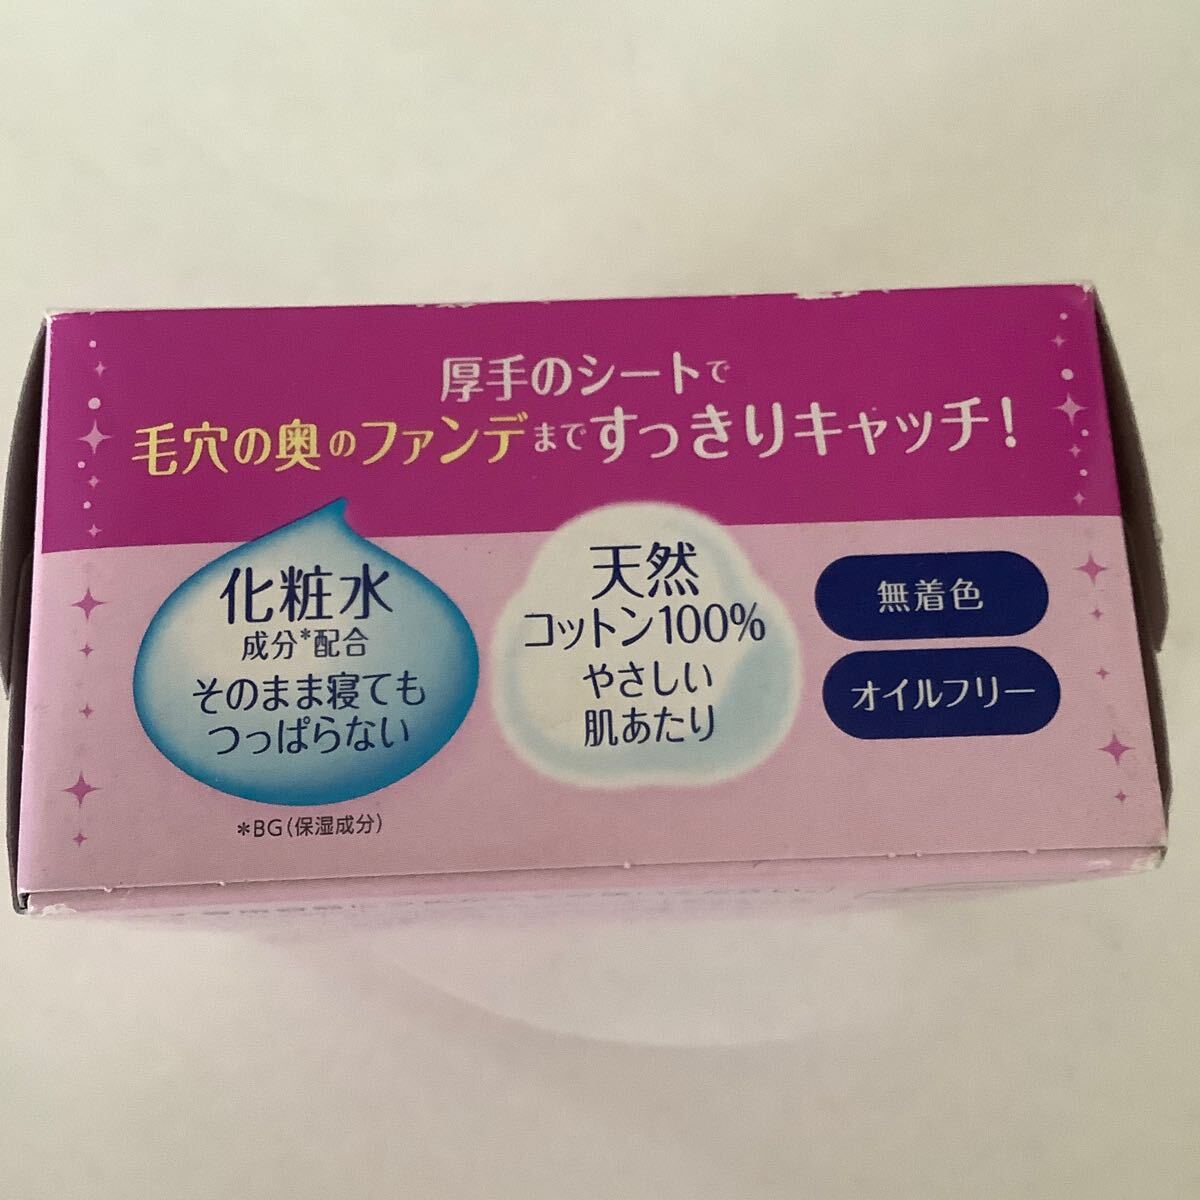 厚手のシートで
毛穴の奥のファンデまですっきりキャッチ!
化粧水
成分*配合
そのまま寝ても
つっぱらない
*BG(保湿成分)
天然
コットン100%
やさしい
肌あたり
無着色
オイルフリー